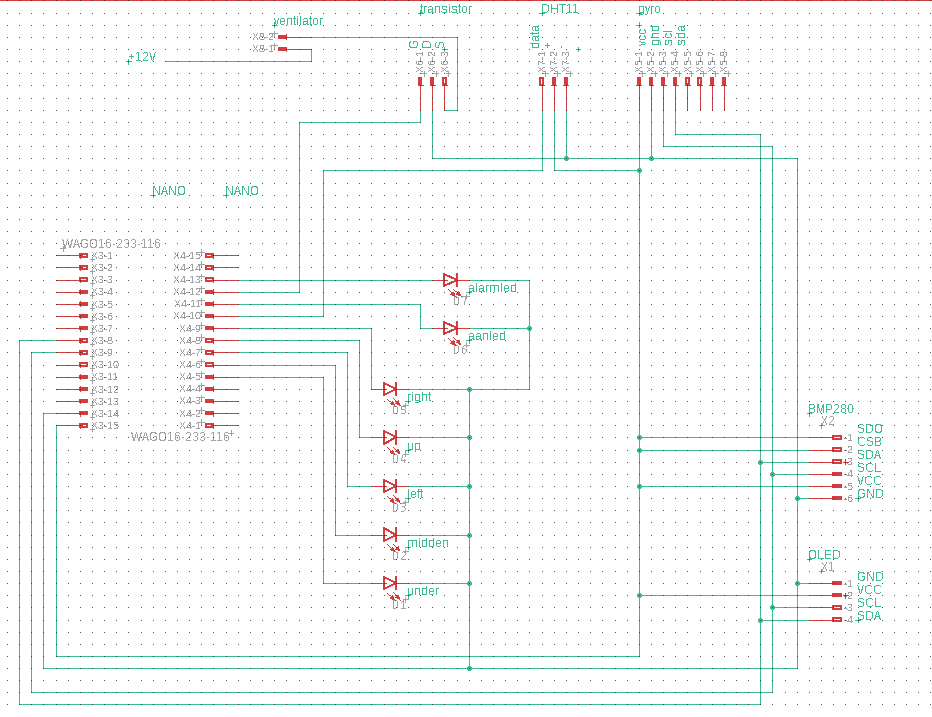 transistor
DHT11
pyro
ventilator
X8-2
X8-1
+12V
G
D
S
data
+
-
vcc
gnd
scl
sda
X6-1
X6-2
X6-3
X7-1
X7-2
X7-3
X5-1
X5-2
X5-3
X5-4
X5-5
X5-6
X5-7
X5-8
NANO
NANO
WAGO16-233-116
X3-1
X4-15
X3-2
X4-14
X3-3
X4-13
X3-4
X4-12
X3-5
X4-11
X3-6
X4-10
X3-7
X4-9
X3-8
X4-8
X3-9
X4-7
X3-10
X4-6
X3-11
X4-5
X3-12
X4-4
X3-13
X4-3
X3-14
X4-2
X3-15
X4-1
WAGO16-233-116
alarmled
D7
aanled
D6
right
D5
up
D4
left
D3
midden
D2
under
D1
BMP280
X2
SDO
-1
CSB
-2
SDA
-3
SCL
-4
VCC
-5
GND
-6
OLED
X1
GND
-1
VCC
-2
SCL
-3
SDA
-4